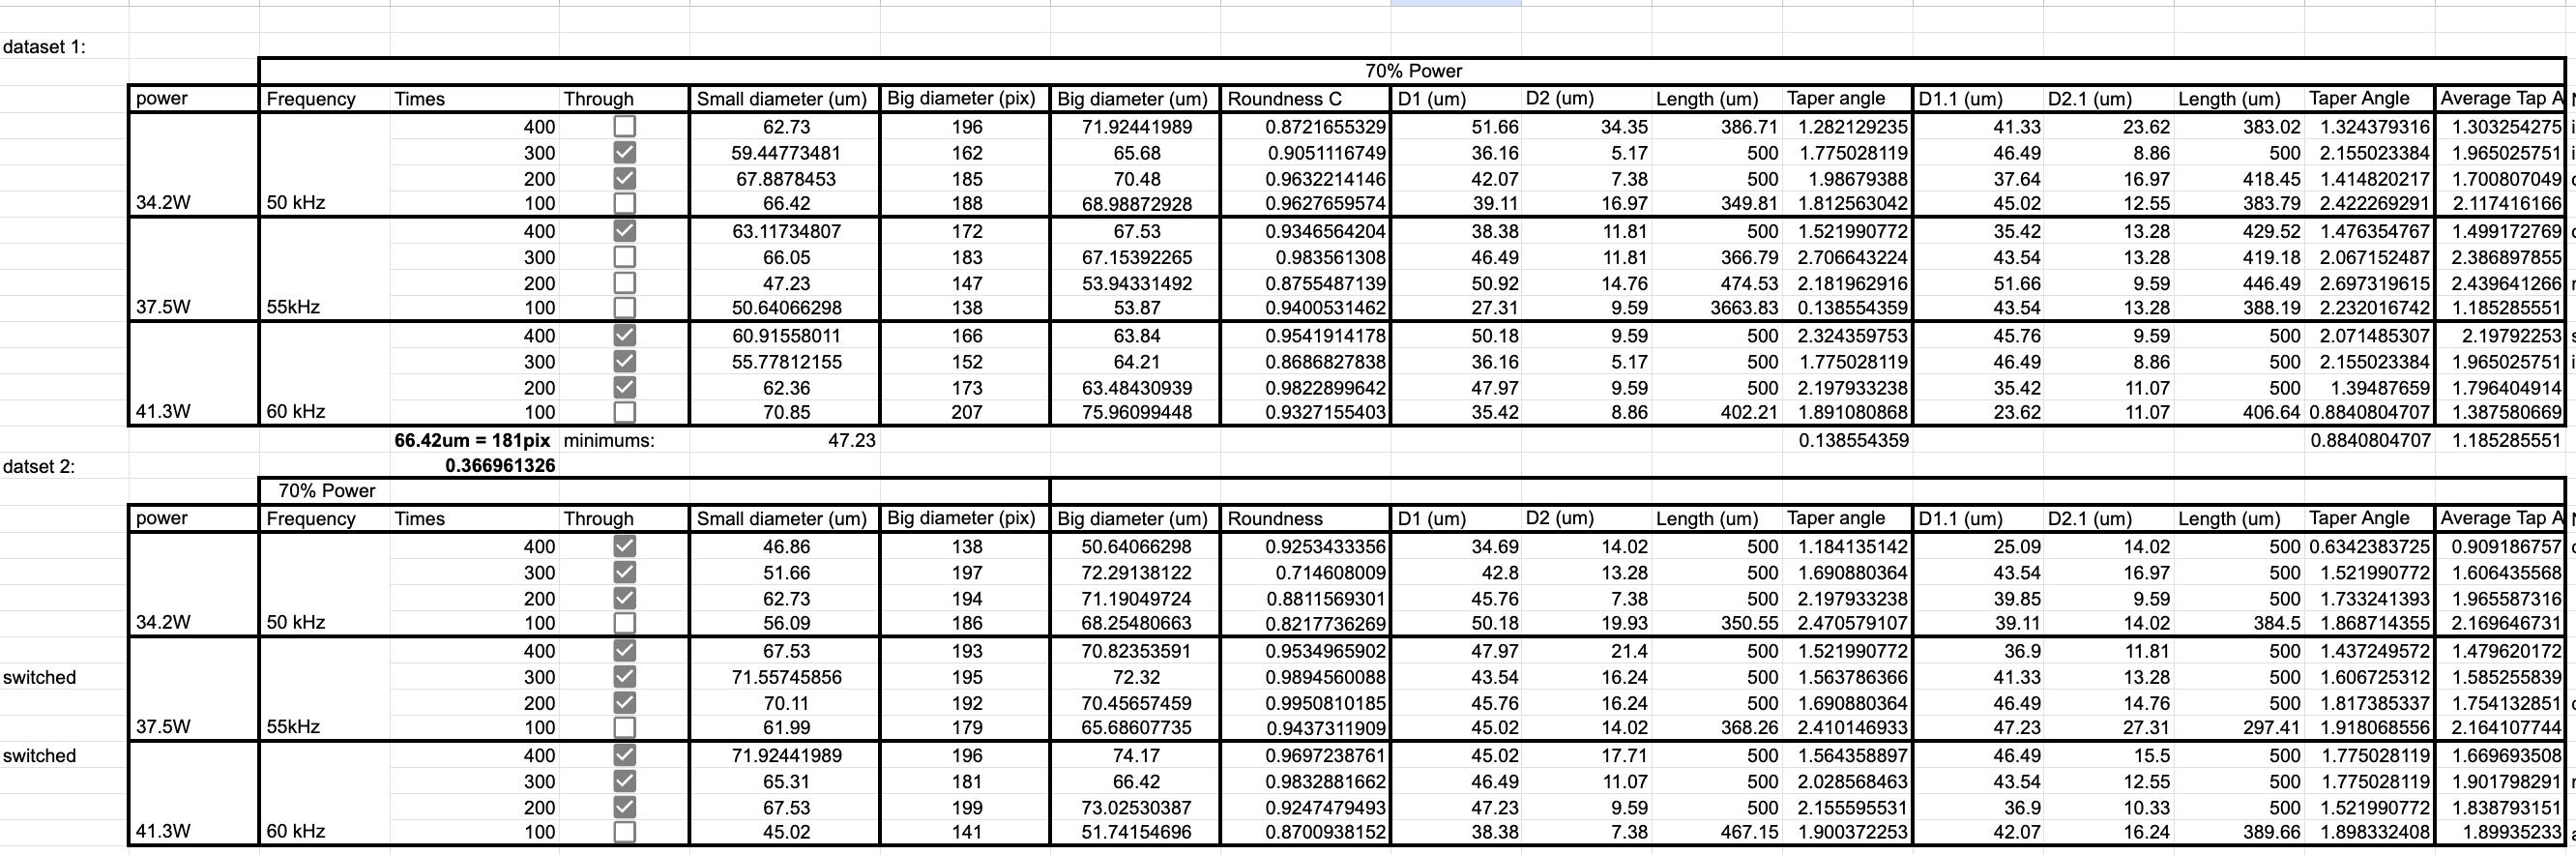 dataset 1:
70% Power
power Frequency Times Through Small diameter (um) Big diameter (pix) Big diameter (um) Roundness C D1 (um) D2 (um) Length (um) Taper angle D1.1 (um) D2.1 (um) Length (um) Taper Angle Average Tap A
400 62.73 196 71.92441989 0.8721655329 51.66 34.35 386.71 1.282129235 41.33 23.62 383.02 1.324379316 1.303254275
300 59.44773481 162 65.68 0.9051116749 36.16 5.17 500 1.775028119 46.49 8.86 500 2.155023384 1.965025751
200 67.8878453 185 70.48 0.9632214146 42.07 7.38 500 1.98679388 37.64 16.97 418.45 1.414820217 1.700807049
34.2W 50 kHz 100 66.42 188 68.98872928 0.9627659574 39.11 16.97 349.81 1.812563042 45.02 12.55 383.79 2.422269291 2.117416166
400 63.11734807 172 67.53 0.9346564204 38.38 11.81 500 1.521990772 35.42 13.28 429.52 1.476354767 1.499172769
300 66.05 183 67.15392265 0.983561308 46.49 11.81 366.79 2.706643224 43.54 13.28 419.18 2.067152487 2.386897855
200 47.23 147 53.94331492 0.8755487139 50.92 14.76 474.53 2.181962916 51.66 9.59 446.49 2.697319615 2.439641266
37.5W 55kHz 100 50.64066298 138 53.87 0.9400531462 27.31 9.59 3663.83 0.138554359 43.54 13.28 388.19 2.232016742 1.185285551
400 60.91558011 166 63.84 0.9541914178 50.18 9.59 500 2.324359753 45.76 9.59 500 2.071485307 2.19792253
300 55.77812155 152 64.21 0.8686827838 36.16 5.17 500 1.775028119 46.49 8.86 500 2.155023384 1.965025751
200 62.36 173 63.48430939 0.9822899642 47.97 9.59 500 2.197933238 35.42 11.07 500 1.39487659 1.796404914
41.3W 60 kHz 100 70.85 207 75.96099448 0.9327155403 35.42 8.86 402.21 1.891080868 23.62 11.07 406.64 0.8840804707 1.387580669
66.42um = 181pix minimums: 47.23 0.138554359 0.8840804707 1.185285551
datset 2: 0.366961326
70% Power
power Frequency Times Through Small diameter (um) Big diameter (pix) Big diameter (um) Roundness D1 (um) D2 (um) Length (um) Taper angle D1.1 (um) D2.1 (um) Length (um) Taper Angle Average Tap A
400 46.86 138 50.64066298 0.9253433356 34.69 14.02 500 1.184135142 25.09 14.02 500 0.6342383725 0.909186757
300 51.66 197 72.29138122 0.714608009 42.8 13.28 500 1.690880364 43.54 16.97 500 1.521990772 1.606435568
200 62.73 194 71.19049724 0.8811569301 45.76 7.38 500 2.197933238 39.85 9.59 500 1.733241393 1.965587316
34.2W 50 kHz 100 56.09 186 68.25480663 0.8217736269 50.18 19.93 350.55 2.470579107 39.11 14.02 384.5 1.868714355 2.169646731
400 67.53 193 70.82353591 0.9534965902 47.97 21.4 500 1.521990772 36.9 11.81 500 1.437249572 1.479620172
switched 300 71.55745856 195 72.32 0.9894560088 43.54 16.24 500 1.563786366 41.33 13.28 500 1.606725312 1.585255839
200 70.11 192 70.45657459 0.9950810185 45.76 16.24 500 1.690880364 46.49 14.76 500 1.817385337 1.754132851
37.5W 55kHz 100 61.99 179 65.68607735 0.9437311909 45.02 14.02 368.26 2.410146933 47.23 27.31 297.41 1.918068556 2.164107744
switched 400 71.92441989 196 74.17 0.9697238761 45.02 17.71 500 1.564358897 46.49 15.5 500 1.775028119 1.669693508
300 65.31 181 66.42 0.9832881662 46.49 11.07 500 2.028568463 43.54 12.55 500 1.775028119 1.901798291
200 67.53 199 73.02530387 0.9247479493 47.23 9.59 500 2.155595531 36.9 10.33 500 1.521990772 1.838793151
41.3W 60 kHz 100 45.02 141 51.74154696 0.8700938152 38.38 7.38 467.15 1.900372253 42.07 16.24 389.66 1.898332408 1.89935233